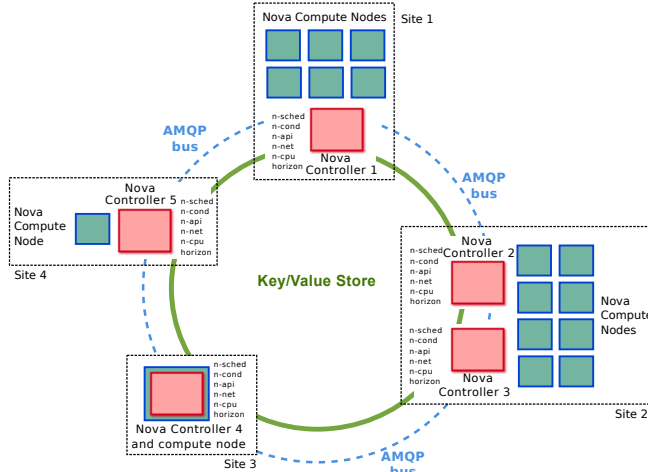 Nova Compute Nodes
Site 1
n-sched
n-cond
n-api
n-net
n-cpu
horizon
Nova
Controller 1
AMQP
bus
AMQP
bus
Nova
Controller 5
n-sched
n-cond
n-api
n-net
n-cpu
horizon
Nova
Compute
Node
Site 4
Key/Value Store
n-sched
n-cond
n-api
n-net
n-cpu
horizon
Nova
Controller 2
n-sched
n-cond
n-api
n-net
n-cpu
horizon
Nova
Controller 3
Nova
Compute
Nodes
Site 2
n-sched
n-cond
n-api
n-net
n-cpu
horizon
Nova Controller 4
and compute node
Site 3
AMQP
bus